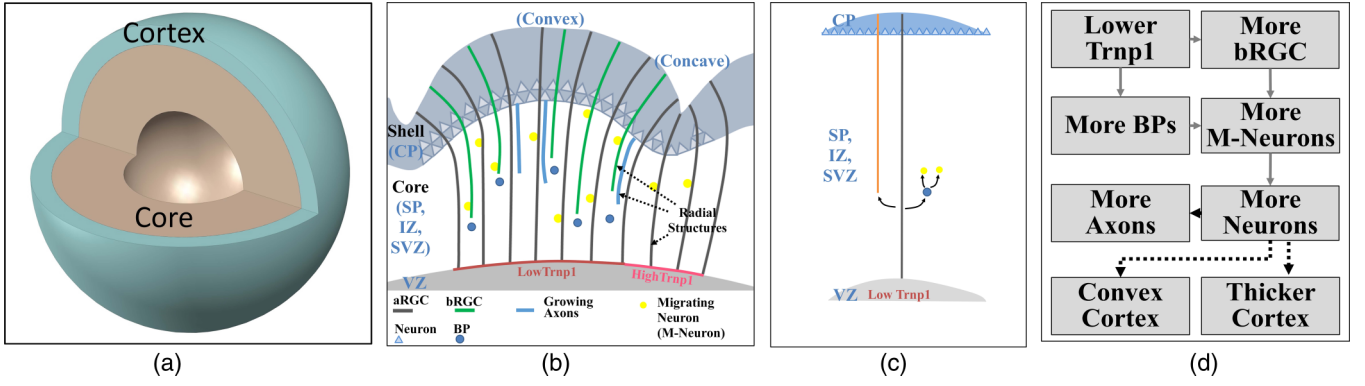 Cortex
Core
(a)
(Convex)
(Concave)
Shell
(CP)
Core
(SP,
IZ,
SVZ)
Radial
Structures
VZ
LowTrnp1
HighTrnp1
aRGC
bRGC
Growing
Axons
Migrating
Neuron
(M-Neuron)
Neuron
BP
(b)
CP
SP,
IZ,
SVZ
VZ
Low Trnp1
(c)
Lower
Trnp1
More
bRGC
More BPs
More
M-Neurons
More
Axons
More
Neurons
Convex
Cortex
Thicker
Cortex
(d)